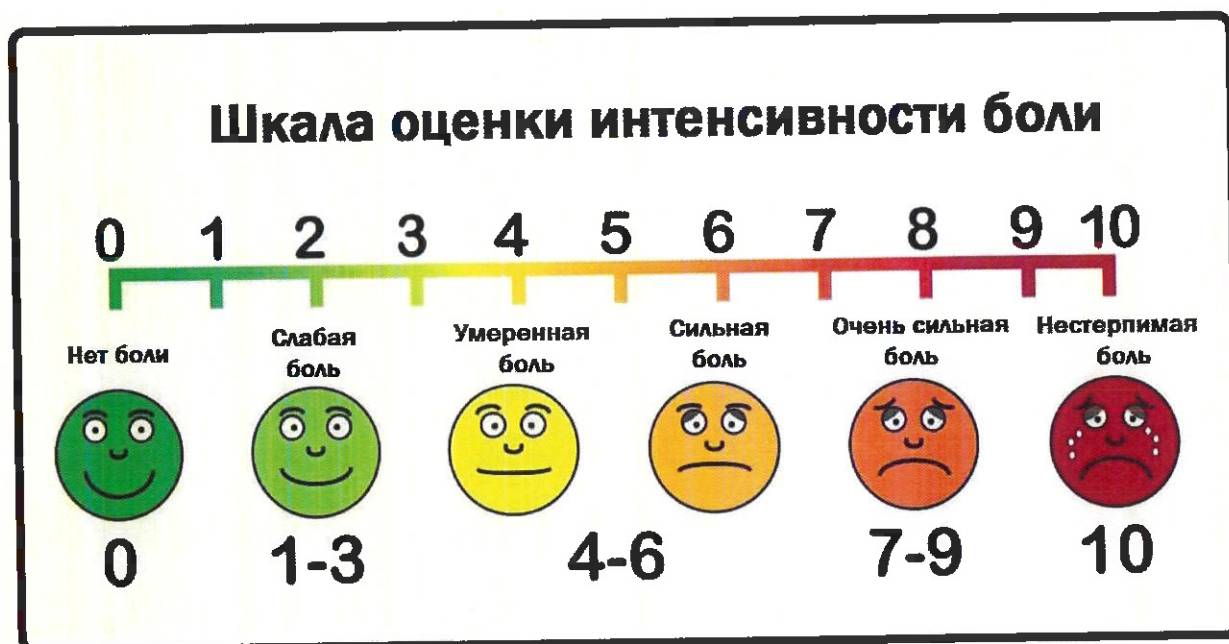 Шкала оценки интенсивности боли
0 1 2 3 4 5 6 7 8 9 10
Нет боли
Слабая
боль
Умеренная
боль
Сильная
боль
Очень сильная
боль
Нестерпимая
боль
0 1-3 4-6 7-9 10